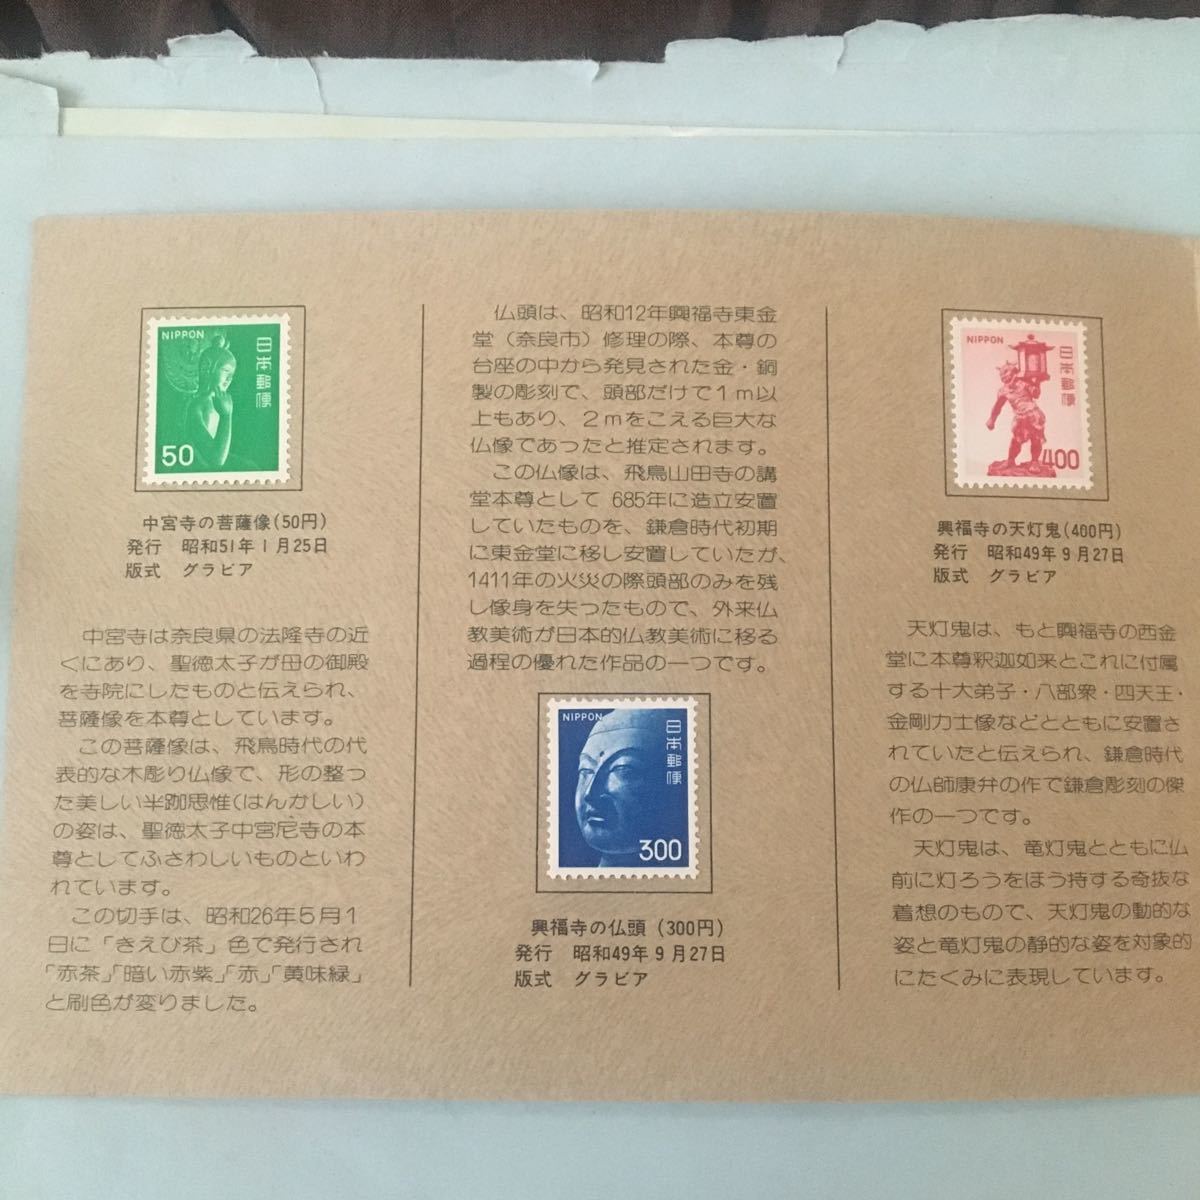 NIPPON
日本郵便
50
中宮寺の菩薩像(50円)
発行 昭和51年1月25日
版式 グラビア
中宮寺は奈良県の法隆寺の近
くにあり、聖徳太子が母の御殿
を寺院にしたものと伝えられ、
菩薩像を本尊としています。
この菩薩像は、飛鳥時代の代
表的な木彫り仏像で、形の整っ
た美しい半跏思惟(はんかしい)
の姿は、聖徳太子中宮尼寺の本
尊としてふさわしいものといわ
れています。
この切手は、昭和26年5月1
日に「きえび茶」色で発行され
「赤茶」「暗い赤紫」「赤」「黄味緑」
と刷色が変りました。
仏頭は、昭和12年興福寺東金
堂(奈良市)修理の際、本尊の
台座の中から発見された金・銅
製の彫刻で、頭部だけで1m以
上もあり、2mをこえる巨大な
仏像であったと推定されます。
この仏像は、飛鳥山田寺の講
堂本尊として 685年に造立安置
していたものを、鎌倉時代初期
に東金堂に移し安置していたが、
1411年の火災の際頭部のみを残
し像身を失ったもので、外来仏
教美術が日本的仏教美術に移る
過程の優れた作品の一つです。
NIPPON
日本郵便
300
興福寺の仏頭(300円)
発行 昭和49年9月27日
版式 グラビア
NIPPON
日本郵便
400
興福寺の天灯鬼(400円)
発行 昭和49年9月27日
版式 グラビア
天灯鬼は、もと興福寺の西金
堂に本尊釈迦如来とこれに付属
する十大弟子・八部衆・四天王・
金剛力士像などとともに安置さ
れていたと伝えられ、鎌倉時代
の仏師康弁の作で鎌倉彫刻の傑
作の一つです。
天灯鬼は、竜灯鬼とともに仏
前に灯ろうをほう持する奇抜な
着想のもので、天灯鬼の動的な
姿と竜灯鬼の静的な姿を対象的
にたくみに表現しています。